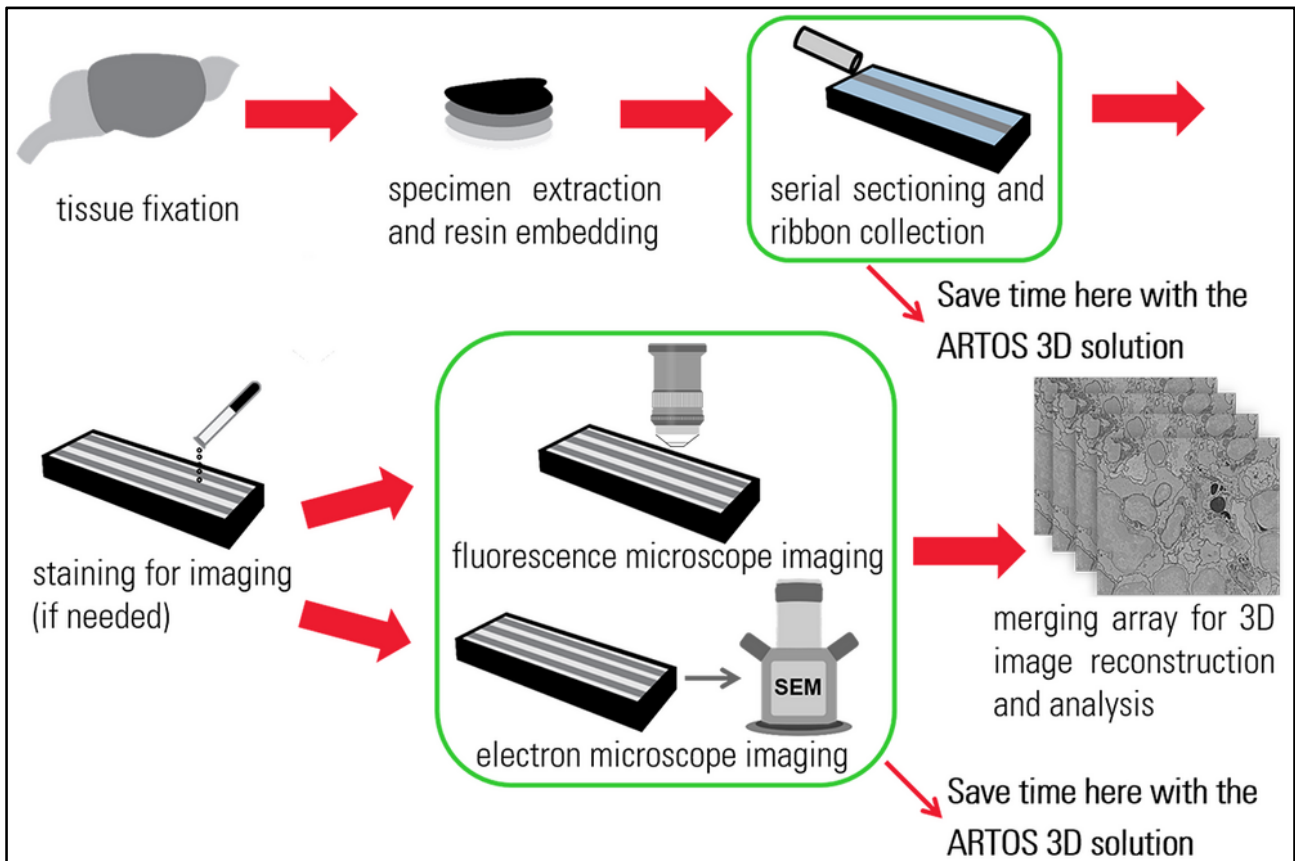 tissue fixation
specimen extraction
and resin embedding
serial sectioning and
ribbon collection
Save time here with the
ARTOS 3D solution
staining for imaging
(if needed)
fluorescence microscope imaging
SEM
electron microscope imaging
merging array for 3D
image reconstruction
and analysis
Save time here with the
ARTOS 3D solution